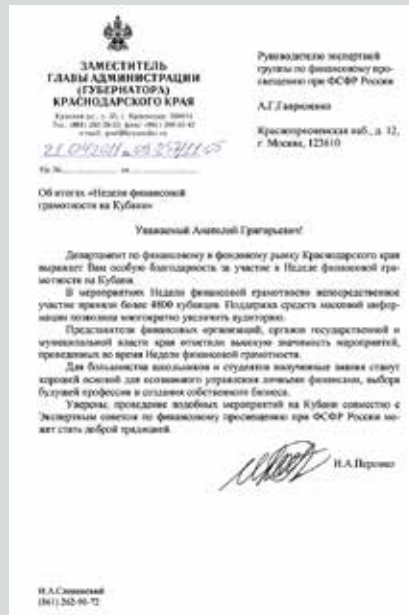 ЗАМЕСТИТЕЛЬ
ГЛАВЫ АДМИНИСТРАЦИИ
(ГУБЕРНАТОРА)
КРАСНОДАРСКОГО КРАЯ
Руководителю экспертной
группы по финансовому про-
свещению при ФСФР России
Краснопресненская наб., д. 12,
г. Москва, 123610
На №
Об итогах «Недели финансовой
грамотности на Кубани»
Уважаемый Анатолий Григорьевич!
Департамент по финансовому и фондовому рынку Краснодарского края
выражает Вам особую благодарность за участие в Неделе финансовой гра-
мотности на Кубани.
В мероприятиях Недели финансовой грамотности непосредственное
участие приняли более 4800 кубанцев. Поддержка средств массовой инфор-
мации позволила многократно увеличить аудиторию.
Представители финансовых организаций, органов государственной и
муниципальной власти края отметили высокую значимость мероприятий,
проведенных во время Недели финансовой грамотности.
Для большинства школьников и студентов полученные знания станут
хорошей основой для осознанного управления личными финансами, выбора
будущей профессии и создания собственного бизнеса.
Уверены, проведение подобных мероприятий на Кубани совместно с
Экспертным советом по финансовому просвещению при ФСФР России мо-
жет стать доброй традицией.
И.А.Перонко
(861) 262-90-72